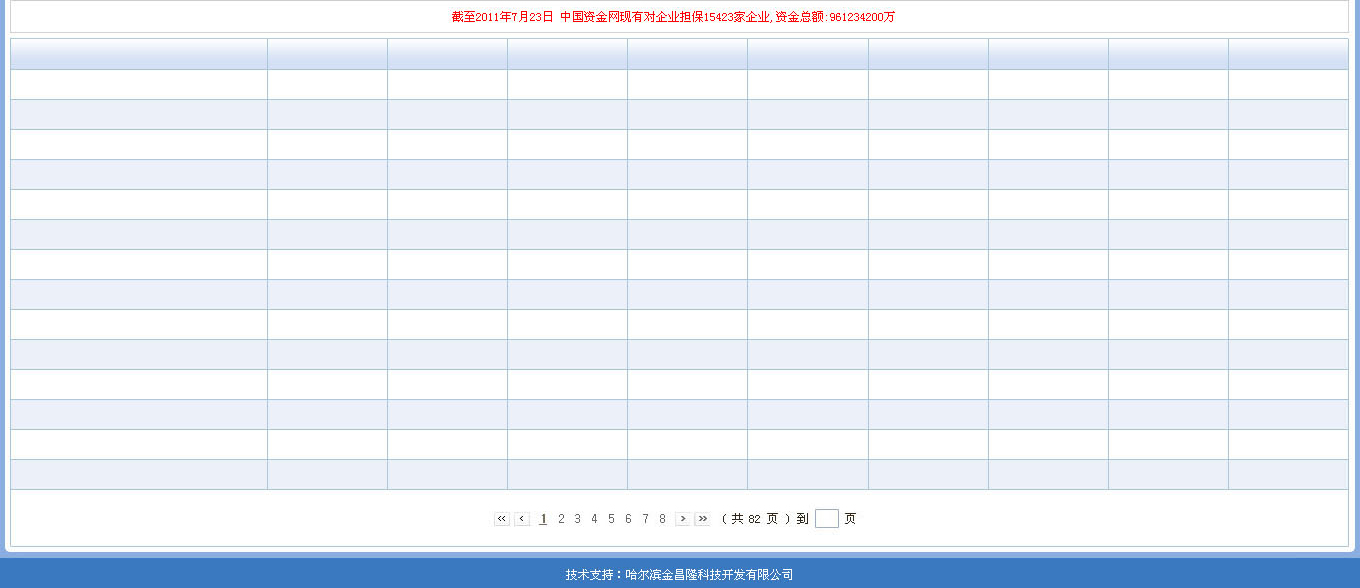 截至2011年7月23日 中国资金网现有对企业担保15423家企业,资金总额:961234200万
« ‹ 1 2 3 4 5 6 7 8 › » ( 共 82 页 ) 到 页
技术支持：哈尔滨金昌隆科技开发有限公司